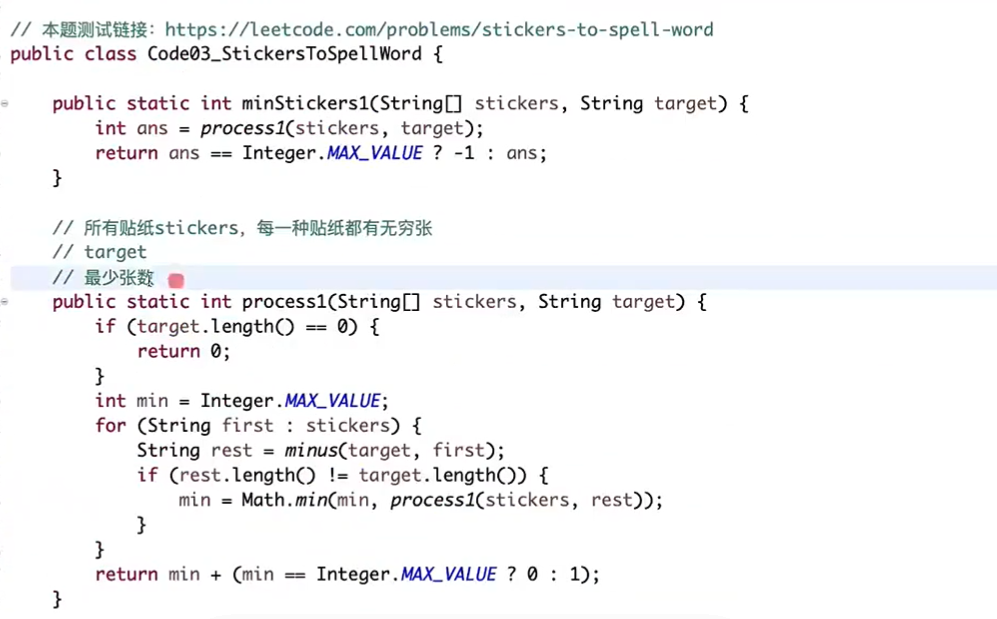 // 本题测试链接：https://leetcode.com/problems/stickers-to-spell-word
public class Code03_StickersToSpellWord {
public static int minStickers1(String[] stickers, String target) {
int ans = process1(stickers, target);
return ans == Integer.MAX_VALUE ? -1 : ans;
}
// 所有贴纸stickers，每一种贴纸都有无穷张
// target
// 最少张数
public static int process1(String[] stickers, String target) {
if (target.length() == 0) {
return 0;
}
int min = Integer.MAX_VALUE;
for (String first : stickers) {
String rest = minus(target, first);
if (rest.length() != target.length()) {
min = Math.min(min, process1(stickers, rest));
}
}
return min + (min == Integer.MAX_VALUE ? 0 : 1);
}